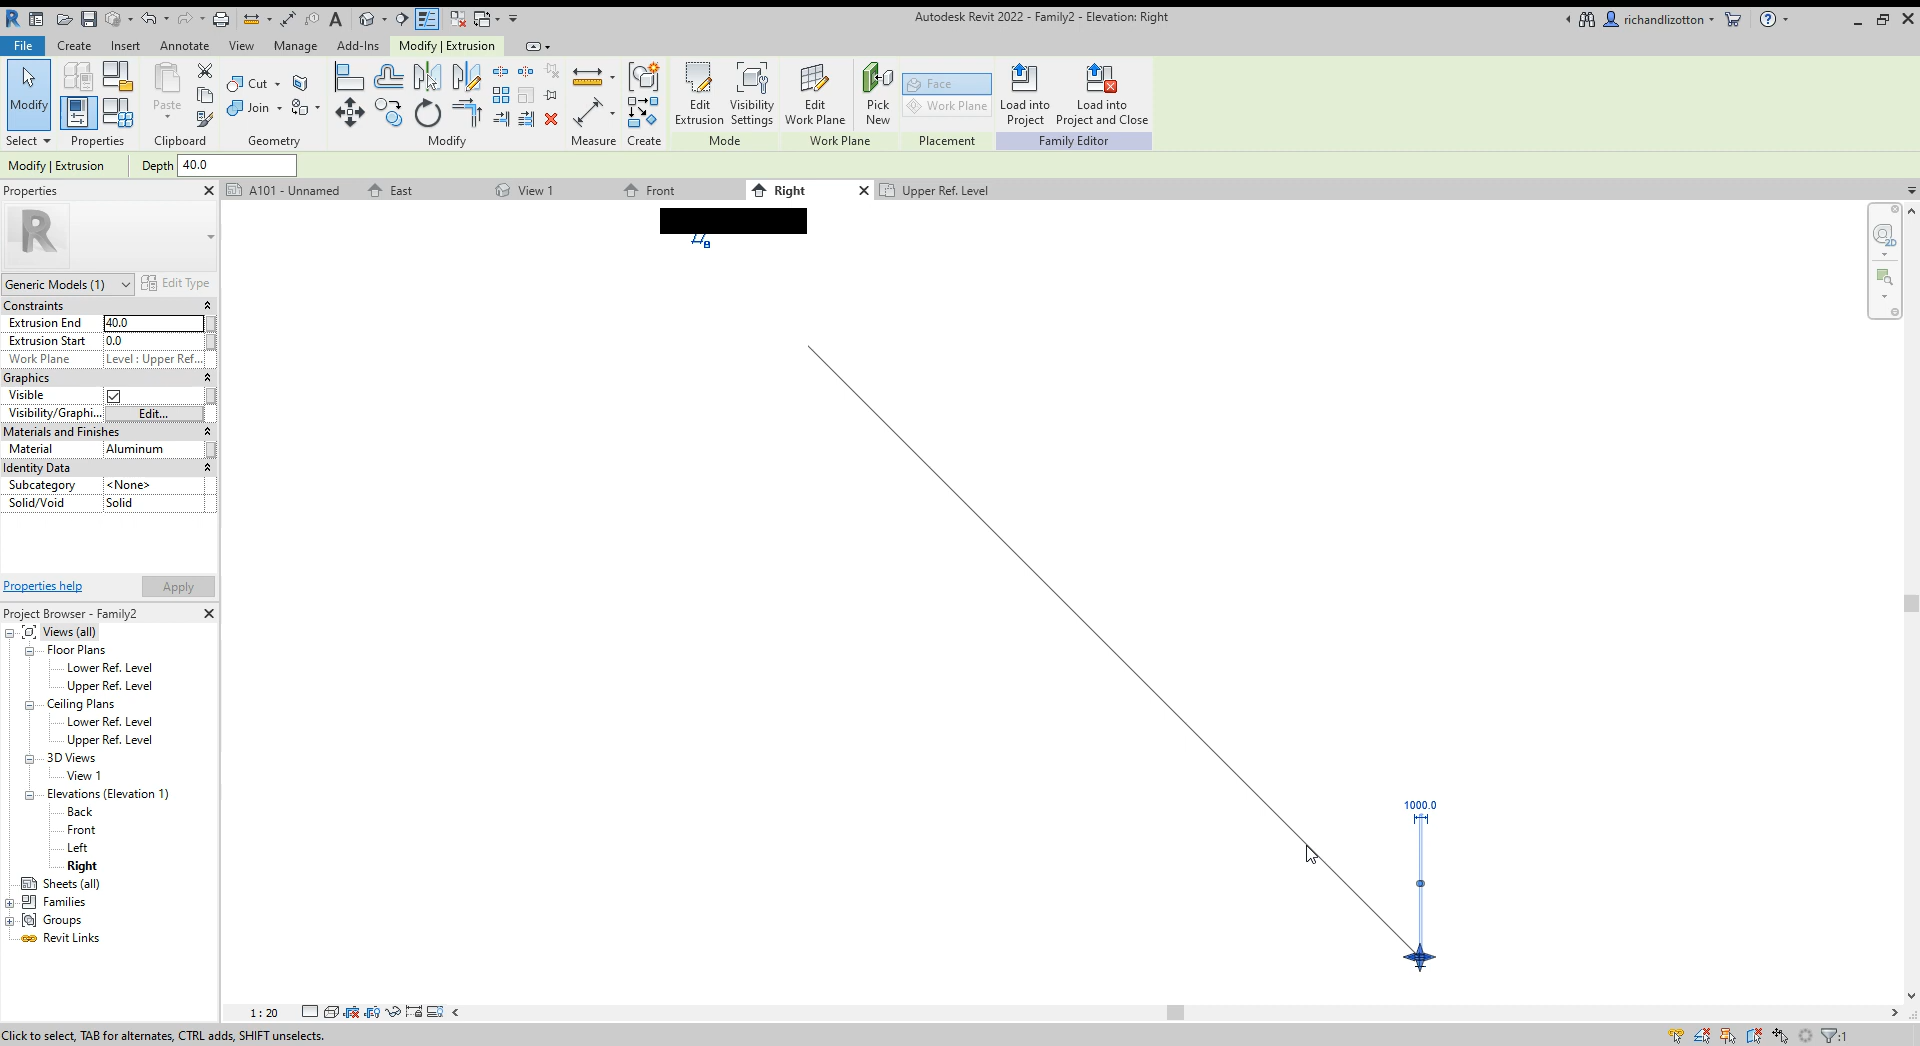 Autodesk Revit 2022 - Family2 - Elevation: Right
richandlizotton
File Create Insert Annotate View Manage Add-Ins Modify | Extrusion
Modify
Paste
Cut
Join
Edit Extrusion
Visibility Settings
Edit Work Plane
Pick New
Face
Work Plane
Load into Project
Load into Project and Close
Select Properties Clipboard Geometry Modify Measure Create Mode Work Plane Placement Family Editor
Modify | Extrusion Depth 40.0
Properties
A101 - Unnamed East View 1 Front Right Upper Ref. Level
Generic Models (1) Edit Type
Constraints
Extrusion End 40.0
Extrusion Start 0.0
Work Plane Level : Upper Ref...
Graphics
Visible
Visibility/Graphi... Edit...
Materials and Finishes
Material Aluminum
Identity Data
Subcategory <None>
Solid/Void Solid
Properties help Apply
Project Browser - Family2
Views (all)
Floor Plans
Lower Ref. Level
Upper Ref. Level
Ceiling Plans
Lower Ref. Level
Upper Ref. Level
3D Views
View 1
Elevations (Elevation 1)
Back
Front
Left
Right
Sheets (all)
Families
Groups
Revit Links
1000.0
1 : 20
Click to select, TAB for alternates, CTRL adds, SHIFT unselects.
:1